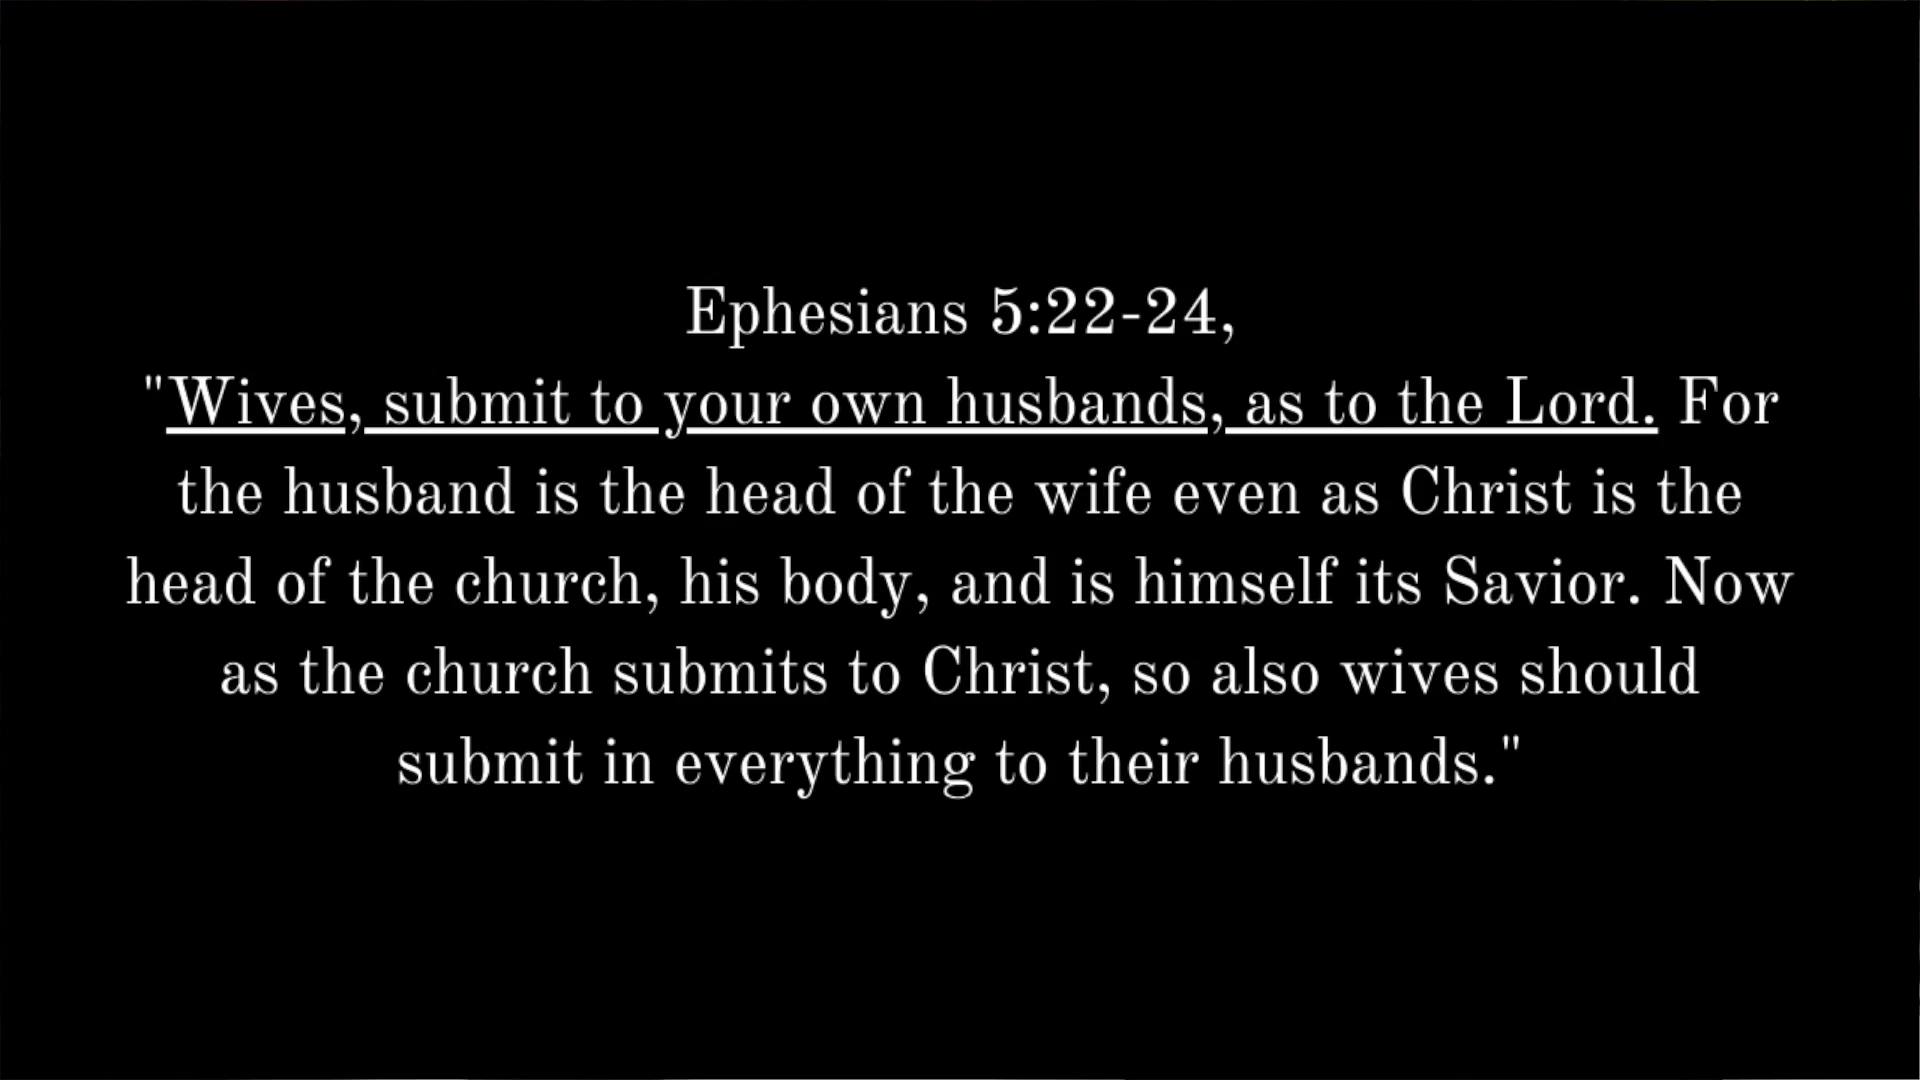 Ephesians 5:22-24,
"Wives, submit to your own husbands, as to the Lord. For
the husband is the head of the wife even as Christ is the
head of the church, his body, and is himself its Savior. Now
as the church submits to Christ, so also wives should
submit in everything to their husbands."